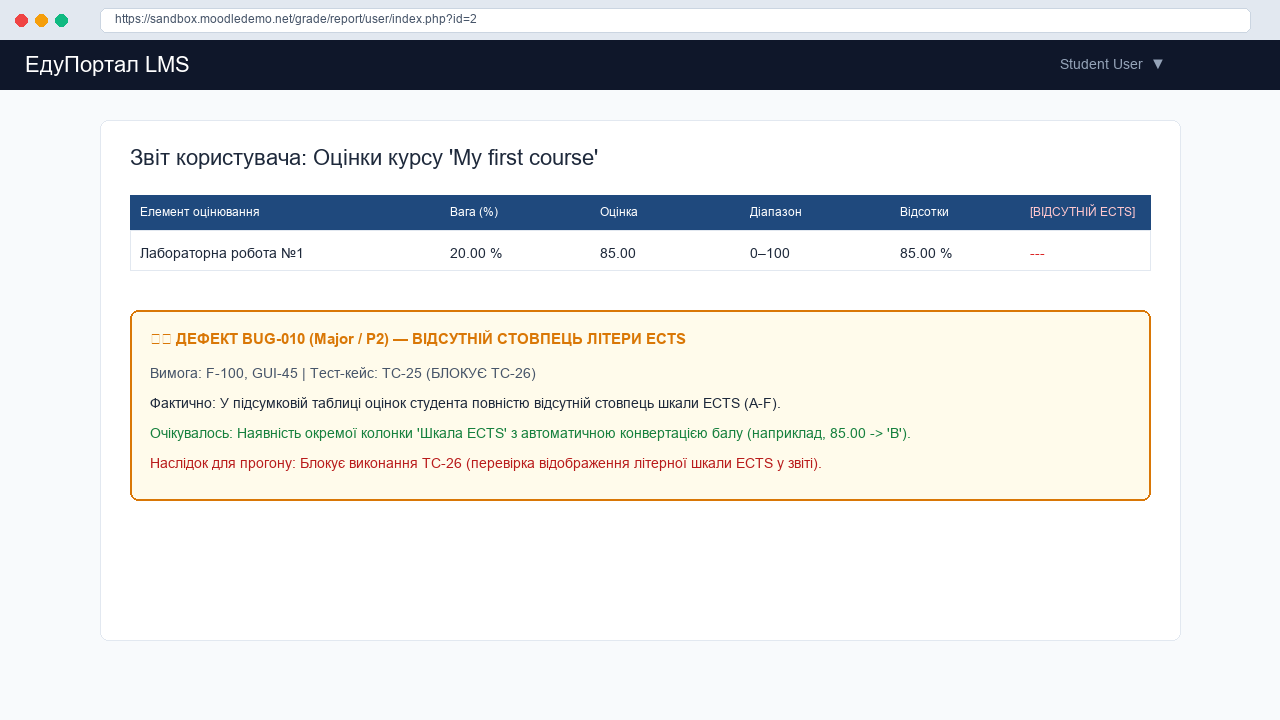 https://sandbox.moodledemo.net/grade/report/user/index.php?id=2
ЕдуПортал LMS
Student User ▼
Звіт користувача: Оцінки курсу 'My first course'
Елемент оцінювання Вага (%) Оцінка Діапазон Відсотки [ВІДСУТНІЙ ECTS]
Лабораторна робота №1 20.00 % 85.00 0–100 85.00 % ---
ДЕФЕКТ BUG-010 (Major / P2) — ВІДСУТНІЙ СТОВПЕЦЬ ЛІТЕРИ ECTS
Вимога: F-100, GUI-45 | Тест-кейс: TC-25 (БЛОКУЄ TC-26)
Фактично: У підсумковій таблиці оцінок студента повністю відсутній стовпець шкали ECTS (A-F).
Очікувалось: Наявність окремої колонки 'Шкала ECTS' з автоматичною конвертацією балу (наприклад, 85.00 -> 'B').
Наслідок для прогону: Блокує виконання TC-26 (перевірка відображення літерної шкали ECTS у звіті).